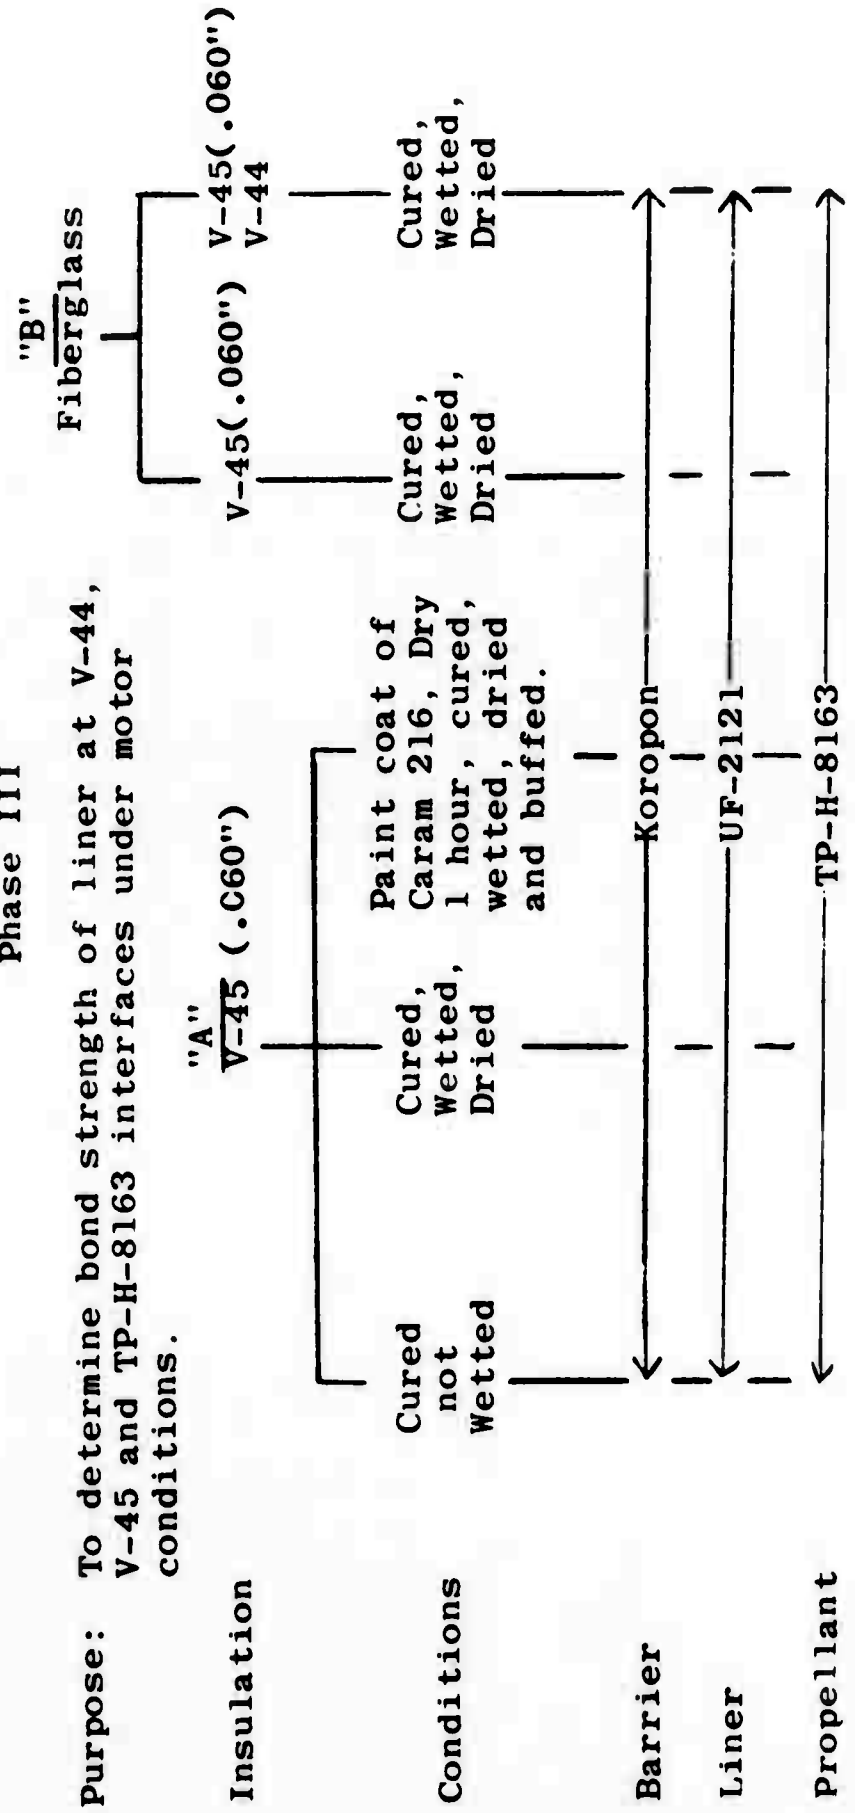 Phase III
Purpose: To determine bond strength of liner at V-44,
V-45 and TP-H-8163 interfaces under motor
conditions.
"A"
V-45 (.C60")
"B"
Fiberglass
Insulation
V-45(.060")
V-45(.060")
V-44
Conditions
Cured
not
Wetted
Cured,
Wetted,
Dried
Paint coat of
Caram 216, Dry
1 hour, cured,
wetted, dried
and buffed.
Cured,
Wetted,
Dried
Cured,
Wetted,
Dried
Barrier
Koropon
Liner
UF-2121
Propellant
TP-H-8163